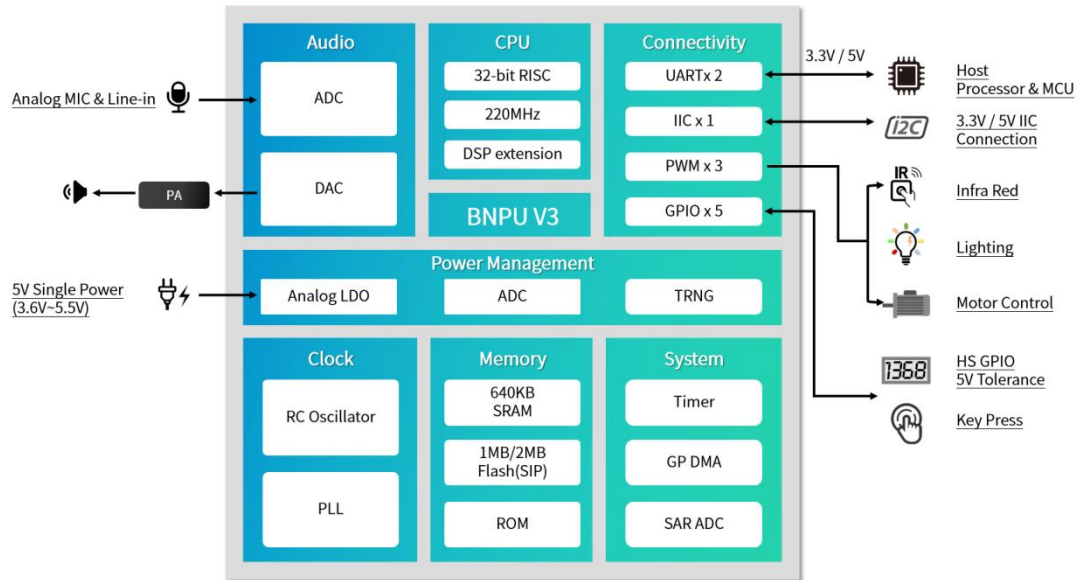 Audio
ADC
DAC
CPU
32-bit RISC
220MHz
DSP extension
BNPU V3
Connectivity
UARTx 2
IIC x 1
PWM x 3
GPIO x 5
Analog MIC & Line-in
PA
3.3V / 5V
Host
Processor & MCU
I2C
3.3V / 5V IIC
Connection
IR
Infra Red
Lighting
Motor Control
1368
HS GPIO
5V Tolerance
Key Press
5V Single Power
(3.6V~5.5V)
Power Management
Analog LDO
ADC
TRNG
Clock
RC Oscillator
PLL
Memory
640KB
SRAM
1MB/2MB
Flash(SIP)
ROM
System
Timer
GP DMA
SAR ADC